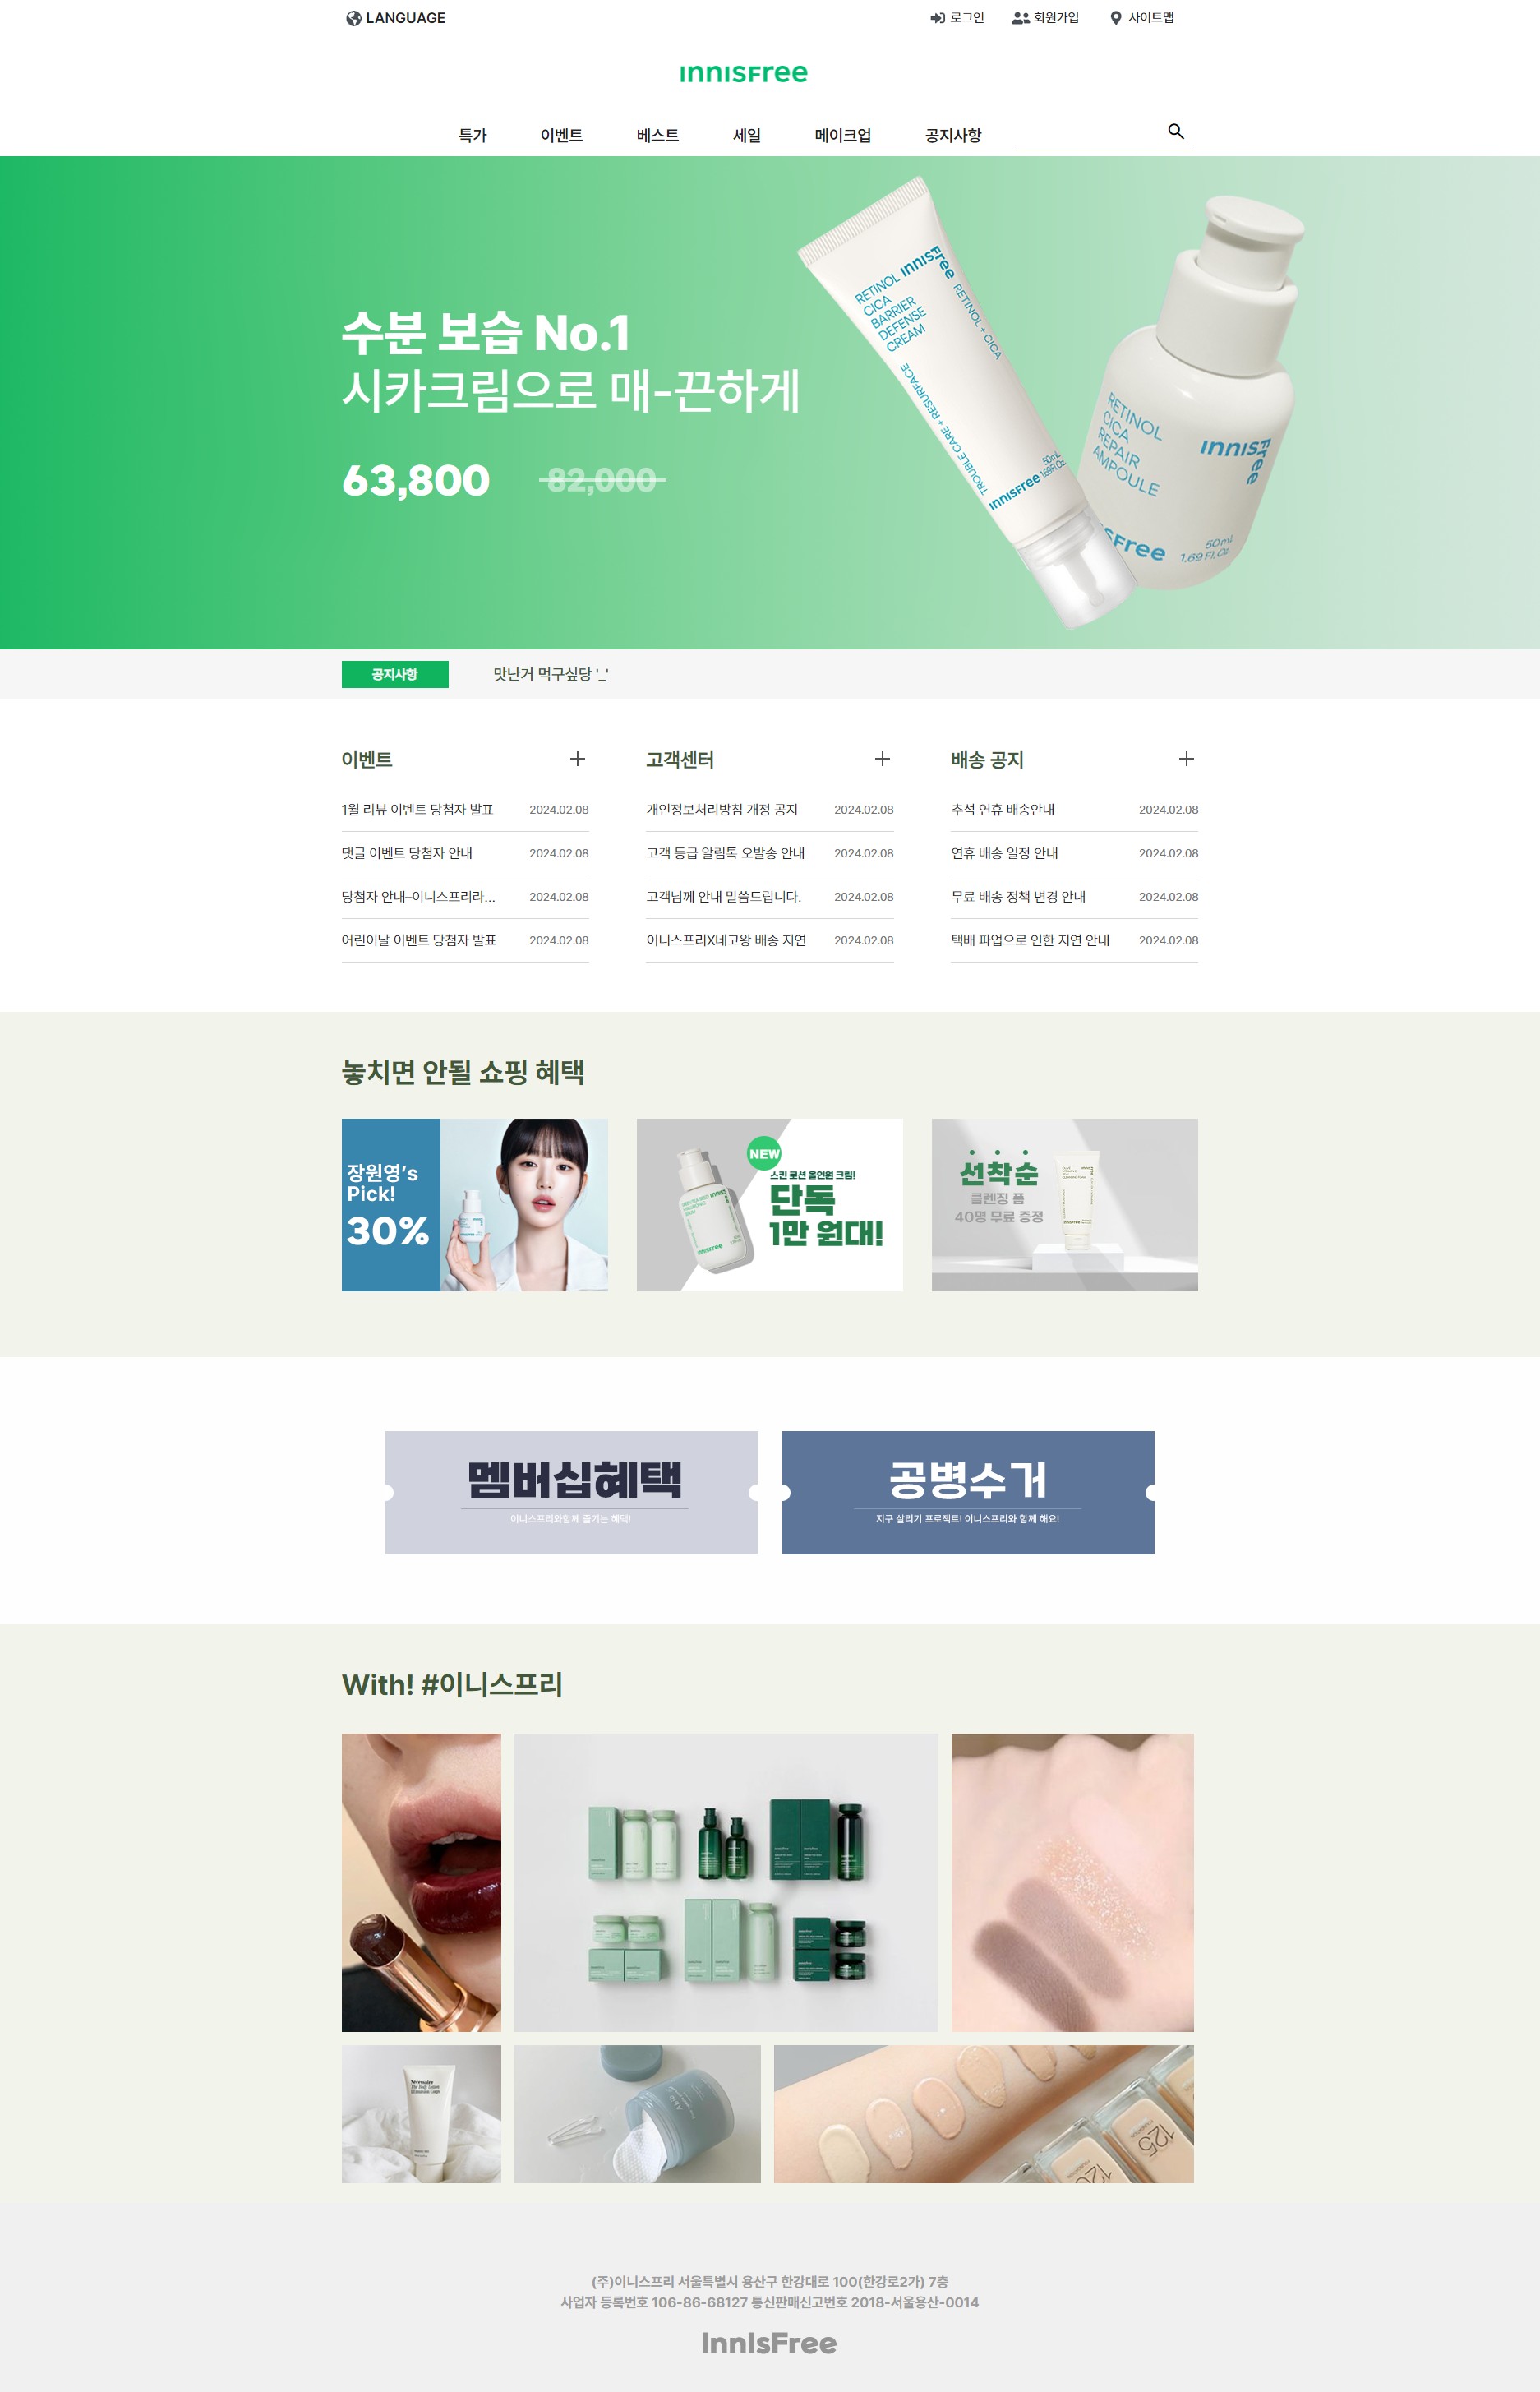 LANGUAGE
로그인 회원가입 사이트맵
InnISFree
특가 이벤트 베스트 세일 메이크업 공지사항
수분 보습 No.1
시카크림으로 매-끈하게
63,800 82,000
RETINOL
CICA
BARRIER
DEFENSE
CREAM
InnISFree
RETINOL + CICA
TROUBLE CARE + RESURFACE
InnISFree
50mL
1.69Fl.Oz.
RETINOL
CICA
REPAIR
AMPOULE
InnISFree
50mL
1.69 Fl.Oz.
공지사항 맛난거 먹구싶당 '_'
이벤트
1월 리뷰 이벤트 당첨자 발표 2024.02.08
댓글 이벤트 당첨자 안내 2024.02.08
당첨자 안내-이니스프리라... 2024.02.08
어린이날 이벤트 당첨자 발표 2024.02.08
고객센터
개인정보처리방침 개정 공지 2024.02.08
고객 등급 알림톡 오발송 안내 2024.02.08
고객님께 안내 말씀드립니다. 2024.02.08
이니스프리X네고왕 배송 지연 2024.02.08
배송 공지
추석 연휴 배송안내 2024.02.08
연휴 배송 일정 안내 2024.02.08
무료 배송 정책 변경 안내 2024.02.08
택배 파업으로 인한 지연 안내 2024.02.08
놓치면 안될 쇼핑 혜택
장원영’s
Pick!
30%
NEW
스킨 로션 올인원 크림!
단독
1만 원대!
InnISFree
선착순
클렌징 폼
40명 무료 증정
멤버십혜택
이니스프리와함께 즐기는 혜택!
공병수거
지구 살리기 프로젝트! 이니스프리와 함께 해요!
With! #이니스프리
Nécessaire
125
120
(주)이니스프리 서울특별시 용산구 한강대로 100(한강로2가) 7층
사업자 등록번호 106-86-68127 통신판매신고번호 2018-서울용산-0014
InnIsFree